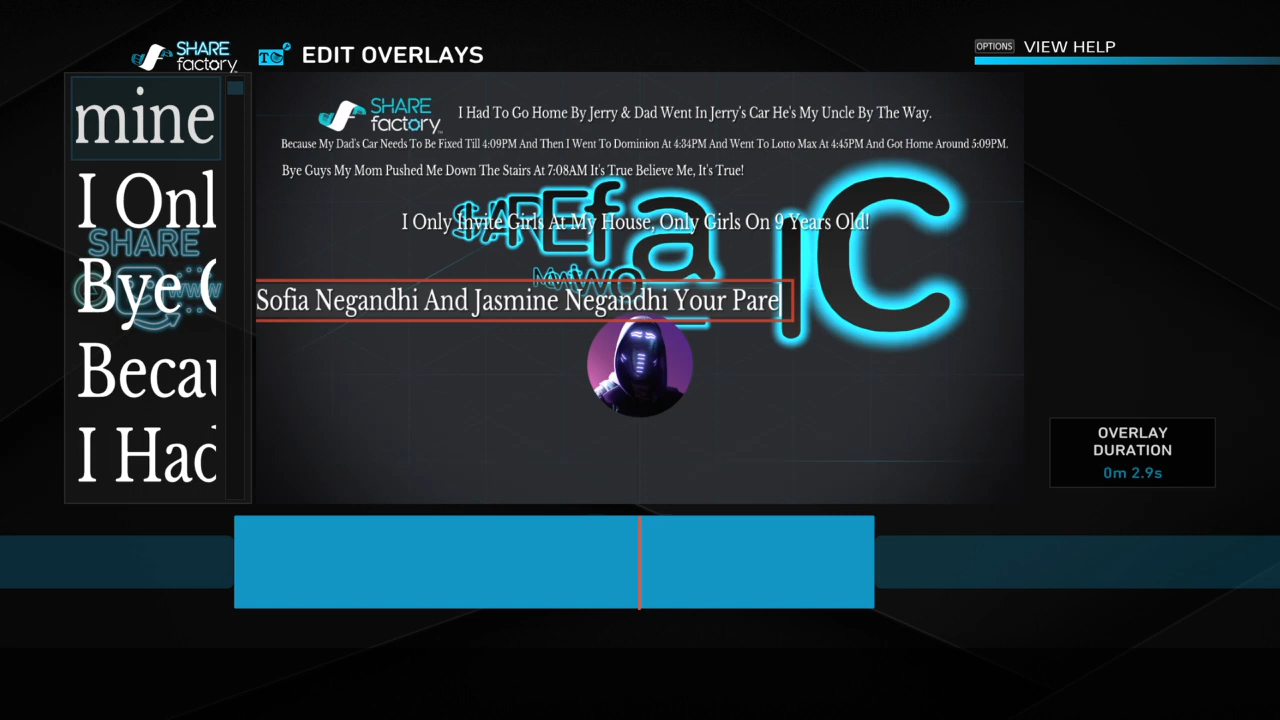 SHARE
factory
TC
EDIT OVERLAYS
OPTIONS VIEW HELP
mine
I Onl
SHARE
Bye
www
Becau
I Had
SHARE
factory™
I Had To Go Home By Jerry & Dad Went In Jerry's Car He's My Uncle By The Way.
Because My Dad's Car Needs To Be Fixed Till 4:09PM And Then I Went To Dominion At 4:34PM And Went To Lotto Max At 4:45PM And Got Home Around 5:09PM.
Bye Guys My Mom Pushed Me Down The Stairs At 7:08AM It's True Believe Me, It's True!
I Only Invite Girls At My House, Only Girls On 9 Years Old!
Sofia Negandhi And Jasmine Negandhi Your Pare
OVERLAY
DURATION
0m 2.9s